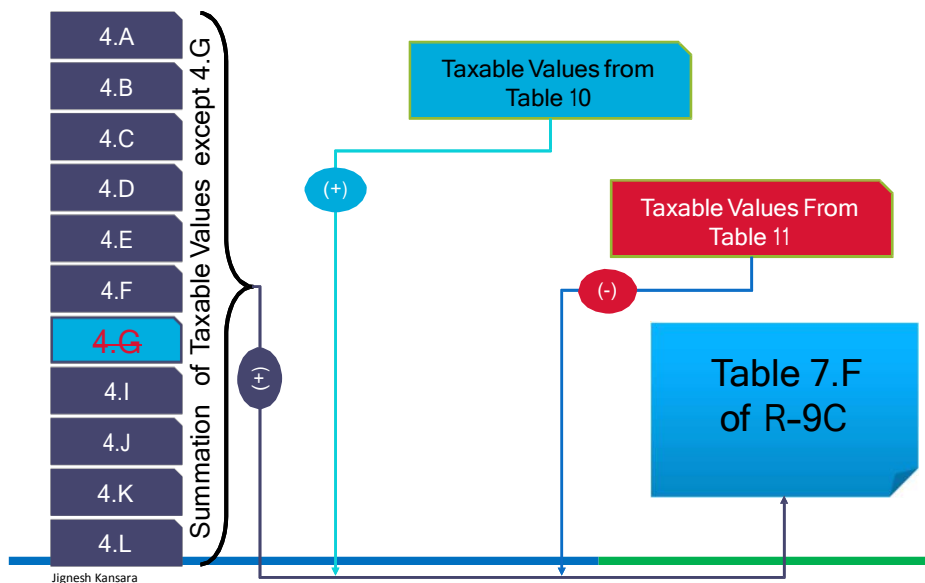 4.A
4.B
4.C
4.D
4.E
4.F
4.G
4.I
4.J
4.K
4.L
Summation of Taxable Values except 4.G
(+)
Taxable Values from
Table 10
(+)
Taxable Values From
Table 11
(-)
Table 7.F
of R-9C
Jignesh Kansara